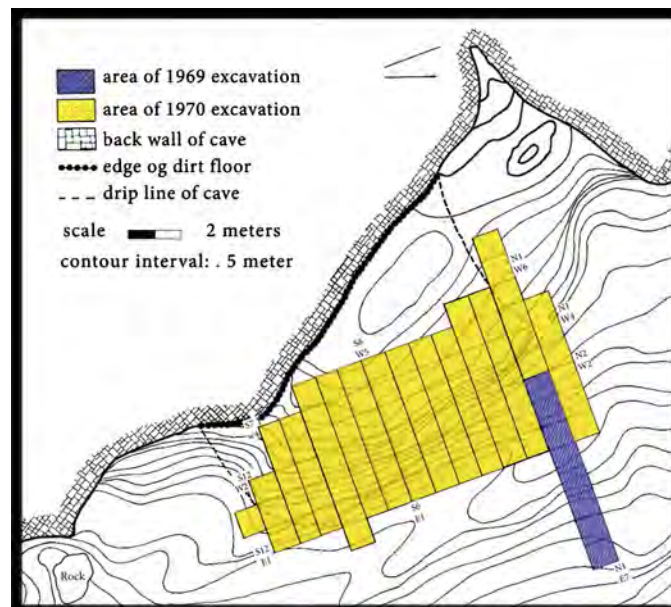 area of 1969 excavation
area of 1970 excavation
back wall of cave
edge og dirt floor
drip line of cave
scale 2 meters
contour interval: . 5 meter
N1
W6
N1
W4
N2
W2
S6
W5
S7
S12
W2
S6
E1
S12
E1
N1
E7
Rock